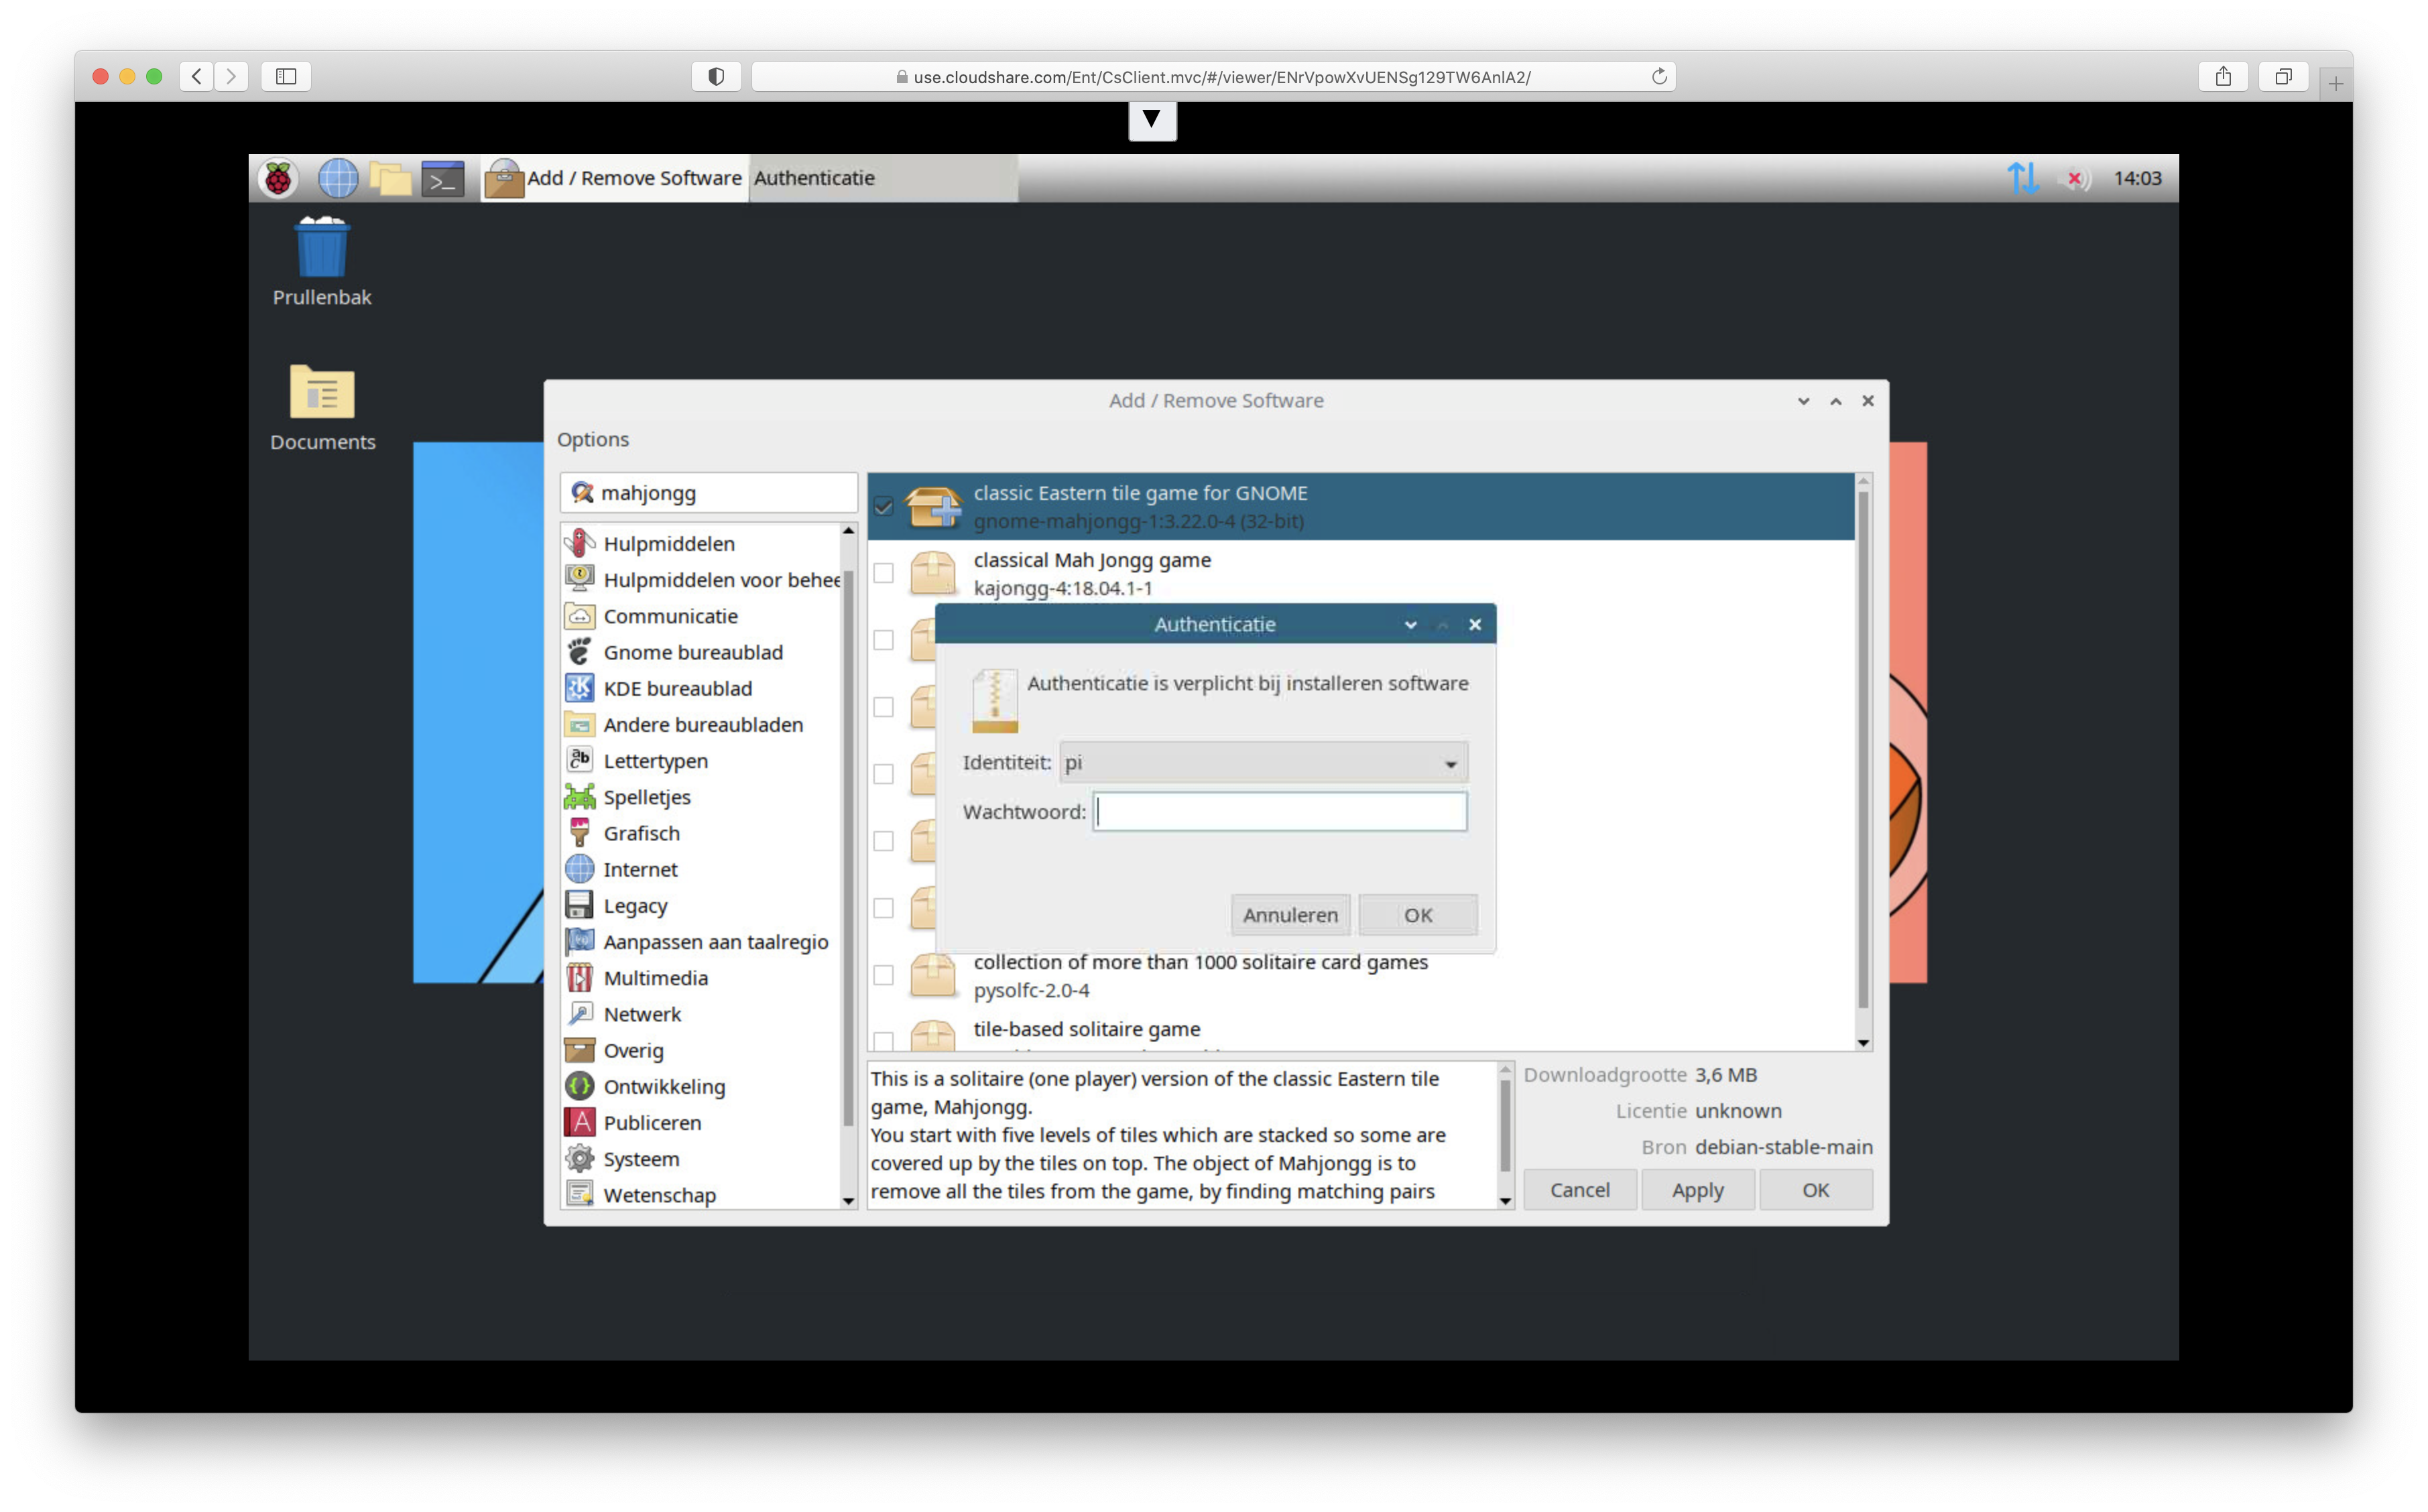 use.cloudshare.com/Ent/CsClient.mvc/#/viewer/ENrVpowXvUENSg129TW6AnlA2/
Add / Remove Software
Authenticatie
14:03
Prullenbak
Documents
Add / Remove Software
Options
mahjongg
Hulpmiddelen
Hulpmiddelen voor behee
Communicatie
Gnome bureaublad
KDE bureaublad
Andere bureaubladen
Lettertypen
Spelletjes
Grafisch
Internet
Legacy
Aanpassen aan taalregio
Multimedia
Netwerk
Overig
Ontwikkeling
Publiceren
Systeem
Wetenschap
classic Eastern tile game for GNOME
gnome-mahjongg-1:3.22.0-4 (32-bit)
classical Mah Jongg game
kajongg-4:18.04.1-1
Authenticatie
Authenticatie is verplicht bij installeren software
Identiteit: pi
Wachtwoord:
Annuleren
OK
collection of more than 1000 solitaire card games
pysolfc-2.0-4
tile-based solitaire game
This is a solitaire (one player) version of the classic Eastern tile
game, Mahjongg.
You start with five levels of tiles which are stacked so some are
covered up by the tiles on top. The object of Mahjongg is to
remove all the tiles from the game, by finding matching pairs
Downloadgrootte 3,6 MB
Licentie unknown
Bron debian-stable-main
Cancel
Apply
OK